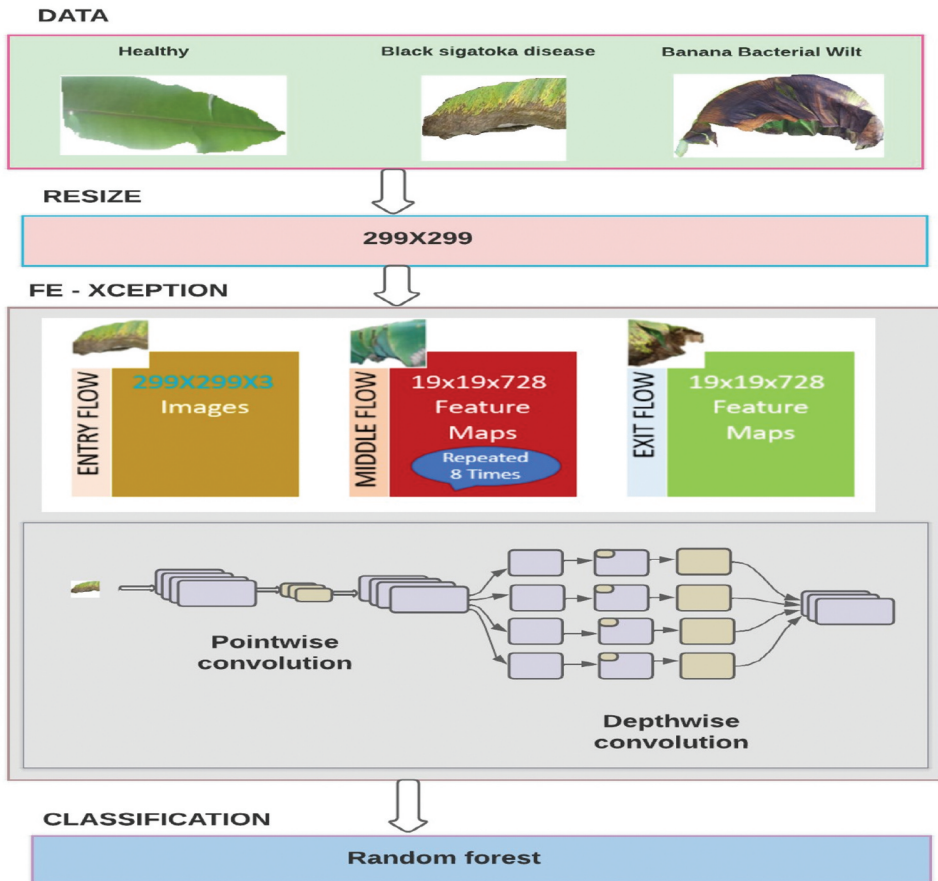 DATA
Healthy
Black sigatoka disease
Banana Bacterial Wilt
RESIZE
299X299
FE - XCEPTION
ENTRY FLOW
299X299X3
Images
MIDDLE FLOW
19x19x728
Feature
Maps
Repeated
8 Times
EXIT FLOW
19x19x728
Feature
Maps
Pointwise
convolution
Depthwise
convolution
CLASSIFICATION
Random forest